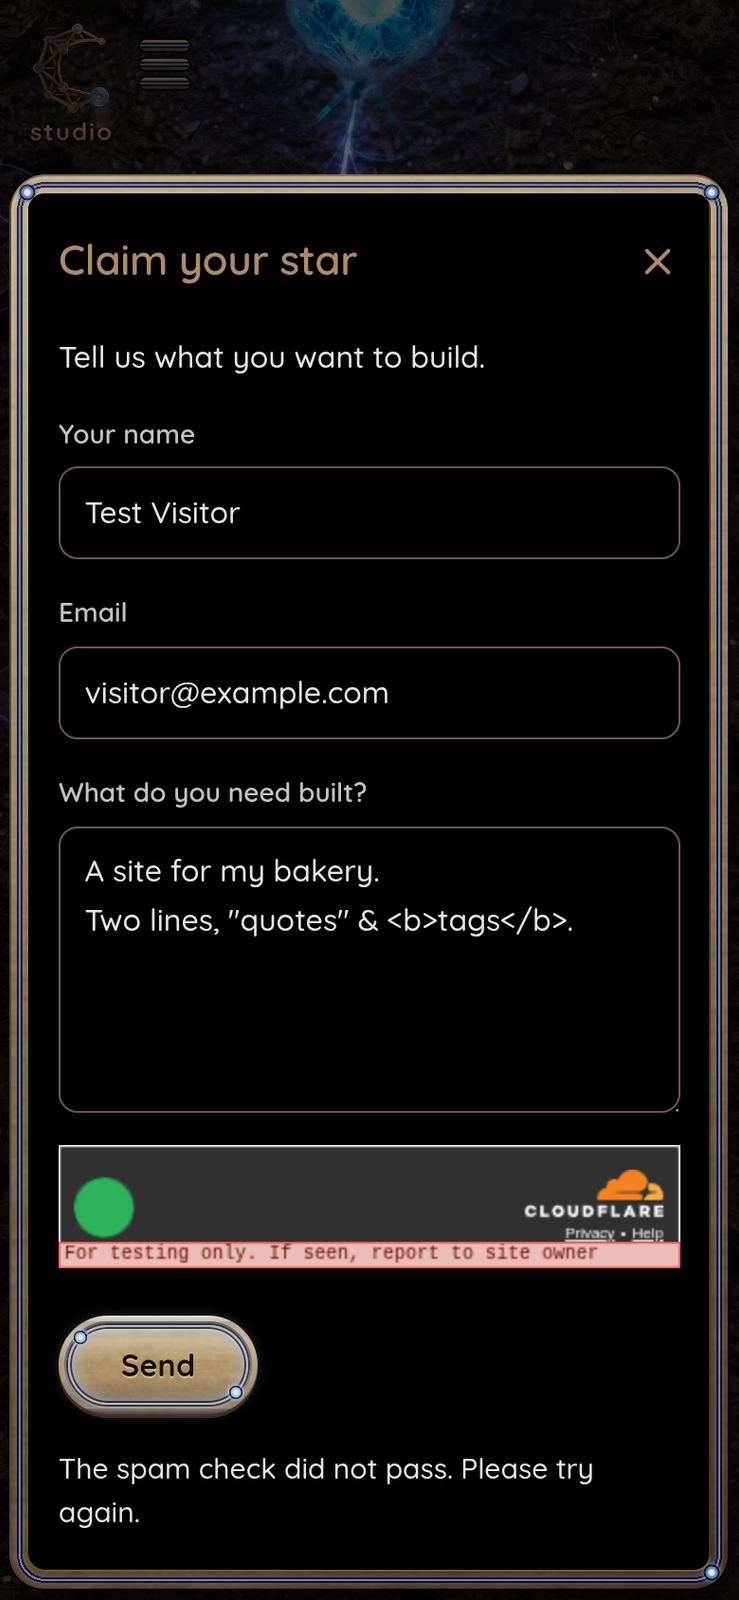 studio
Claim your star
Tell us what you want to build.
Your name
Test Visitor
Email
visitor@example.com
What do you need built?
A site for my bakery.
Two lines, "quotes" & <b>tags</b>.
CLOUDFLARE
Privacy • Help
For testing only. If seen, report to site owner
Send
The spam check did not pass. Please try
again.